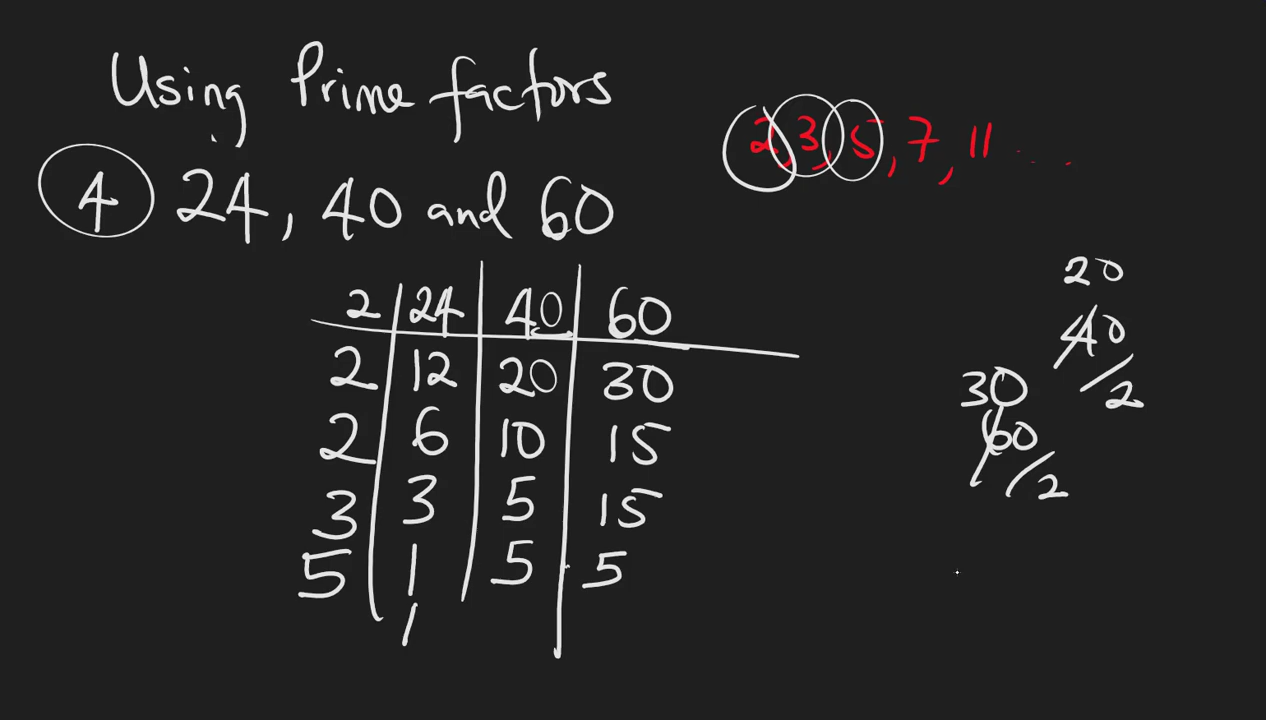 Using Prime factors
2, 3, 5, 7, 11 ....
4 24, 40 and 60
2 24 40 60
2 12 20 30
2 6 10 15
3 3 5 15
5 1 5 5
1
20
40/2
30
60/2